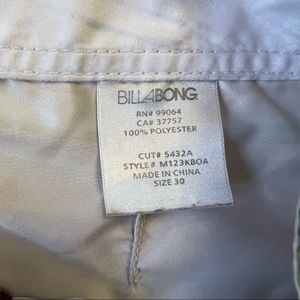 BILLABONG
RN# 99064
CA# 37757
100% POLYESTER
CUT# 5432A
STYLE# M123KBOA
MADE IN CHINA
SIZE 30